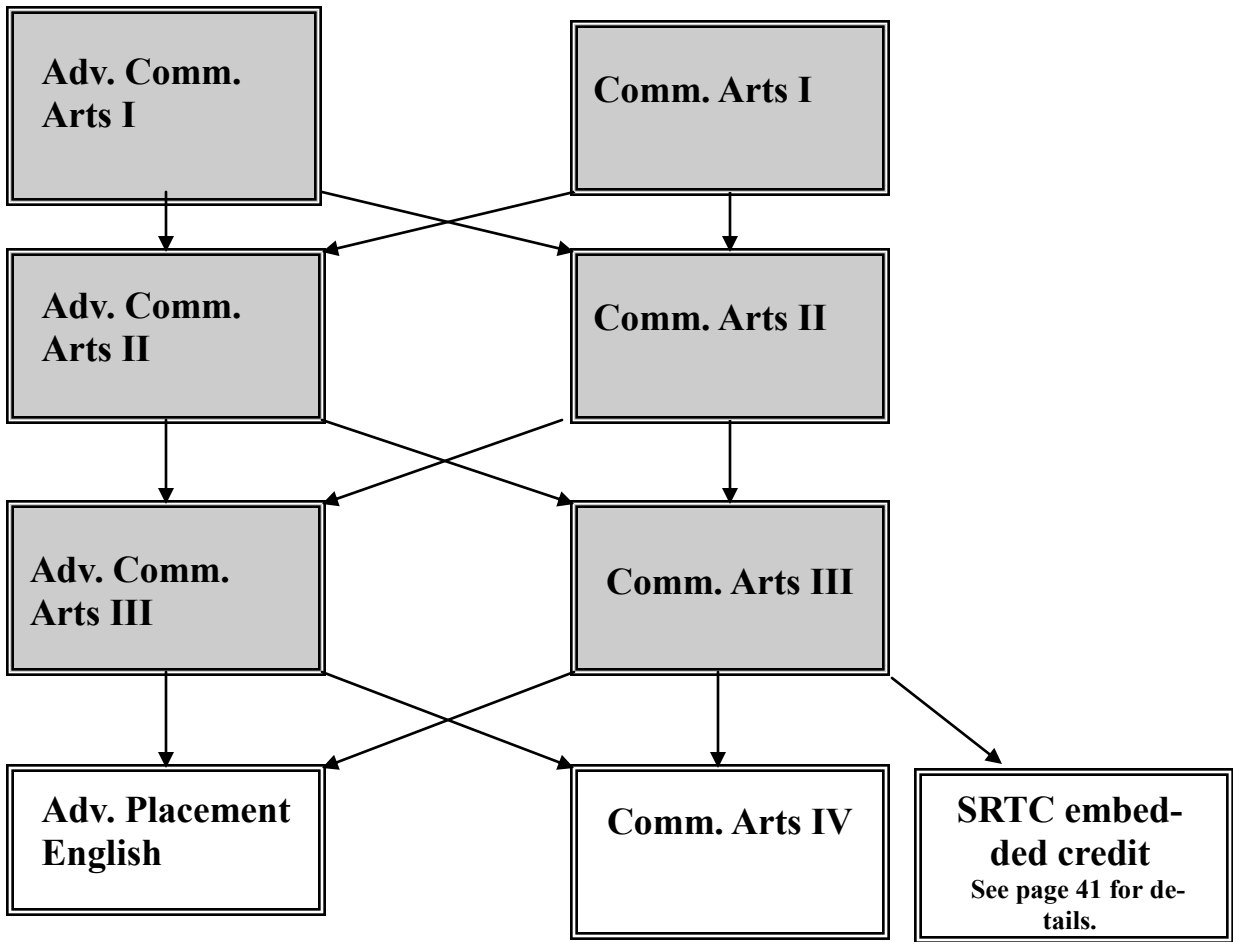 Adv. Comm.
Arts I
Comm. Arts I
Adv. Comm.
Arts II
Comm. Arts II
Adv. Comm.
Arts III
Comm. Arts III
Adv. Placement
English
Comm. Arts IV
SRTC embed-
ded credit
See page 41 for de-
tails.